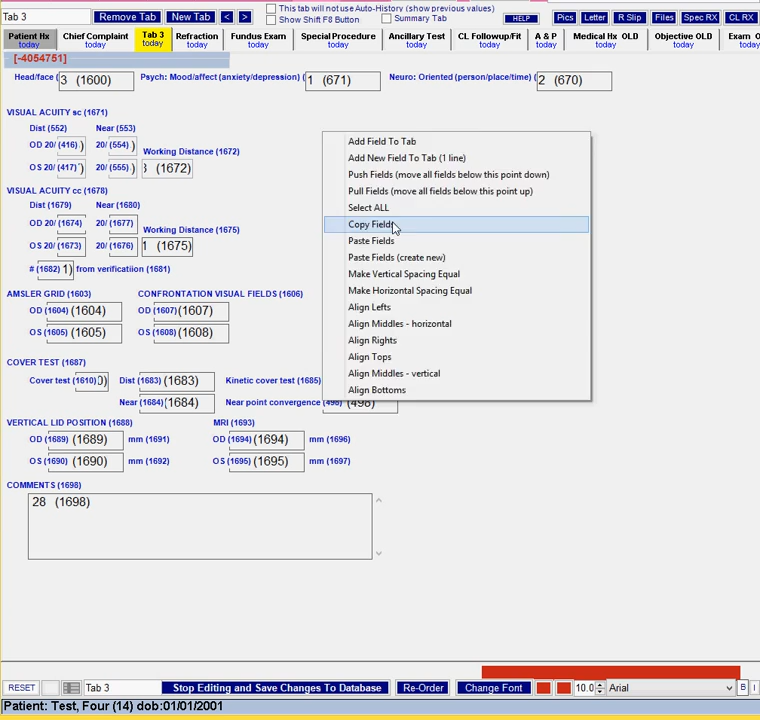 Tab 3 Remove Tab New Tab < > This tab will not use Auto-History (show previous values)
Show Shift F8 Button Summary Tab HELP Pics Letter R Slip Files Spec RX CL RX
Patient Hx Chief Complaint Tab 3 Refraction Fundus Exam Special Procedure Ancillary Test CL Followup/Fit A & P Medical Hx OLD Objective OLD Exam
today today today today today today today today today today today today
[-4054751]
Head/face ( 3 (1600) Psych: Mood/affect (anxiety/depression) ( 1 (671) Neuro: Oriented (person/place/time) ( 2 (670)
VISUAL ACUITY sc (1671)
Dist (552) Near (553)
OD 20/ (416) ) 20/ (554) ) Working Distance (1672)
OS 20/ (417) ) 20/ (555) ) (1672)
VISUAL ACUITY cc (1678)
Dist (1679) Near (1680)
OD 20/ (1674) 20/ (1677) Working Distance (1675)
OS 20/ (1673) 20/ (1676) 1 (1675)
# (1682) 1) from verificatiion (1681)
AMSLER GRID (1603) CONFRONTATION VISUAL FIELDS (1606)
OD (1604) (1604) OD (1607) (1607)
OS (1605) (1605) OS (1608) (1608)
COVER TEST (1687)
Cover test (1610) 0) Dist (1683) (1683) Kinetic cover test (1685)
Near (1684) (1684) Near point convergence (498) (498)
VERTICAL LID POSITION (1688) MRI (1693)
OD (1689) (1689) mm (1691) OD (1694) (1694) mm (1696)
OS (1690) (1690) mm (1692) OS (1695) (1695) mm (1697)
COMMENTS (1698)
28 (1698)
Add Field To Tab
Add New Field To Tab (1 line)
Push Fields (move all fields below this point down)
Pull Fields (move all fields below this point up)
Select ALL
Copy Fields
Paste Fields
Paste Fields (create new)
Make Vertical Spacing Equal
Make Horizontal Spacing Equal
Align Lefts
Align Middles - horizontal
Align Rights
Align Tops
Align Middles - vertical
Align Bottoms
RESET Tab 3 Stop Editing and Save Changes To Database Re-Order Change Font 10.0 Arial B I
Patient: Test, Four (14) dob:01/01/2001